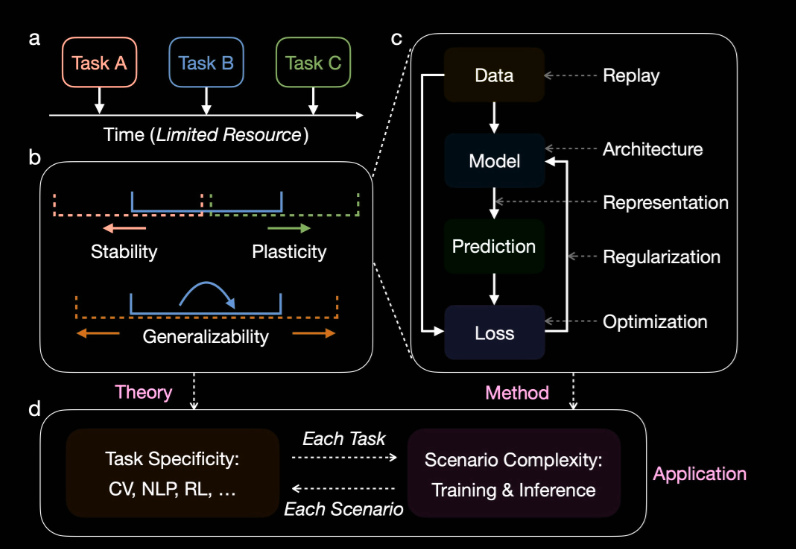 a
Task A
Task B
Task C
Time (Limited Resource)
b
Stability
Plasticity
Generalizability
c
Data
Replay
Model
Architecture
Representation
Prediction
Regularization
Loss
Optimization
Theory
Method
d
Task Specificity:
CV, NLP, RL, ...
Each Task
Each Scenario
Scenario Complexity:
Training & Inference
Application